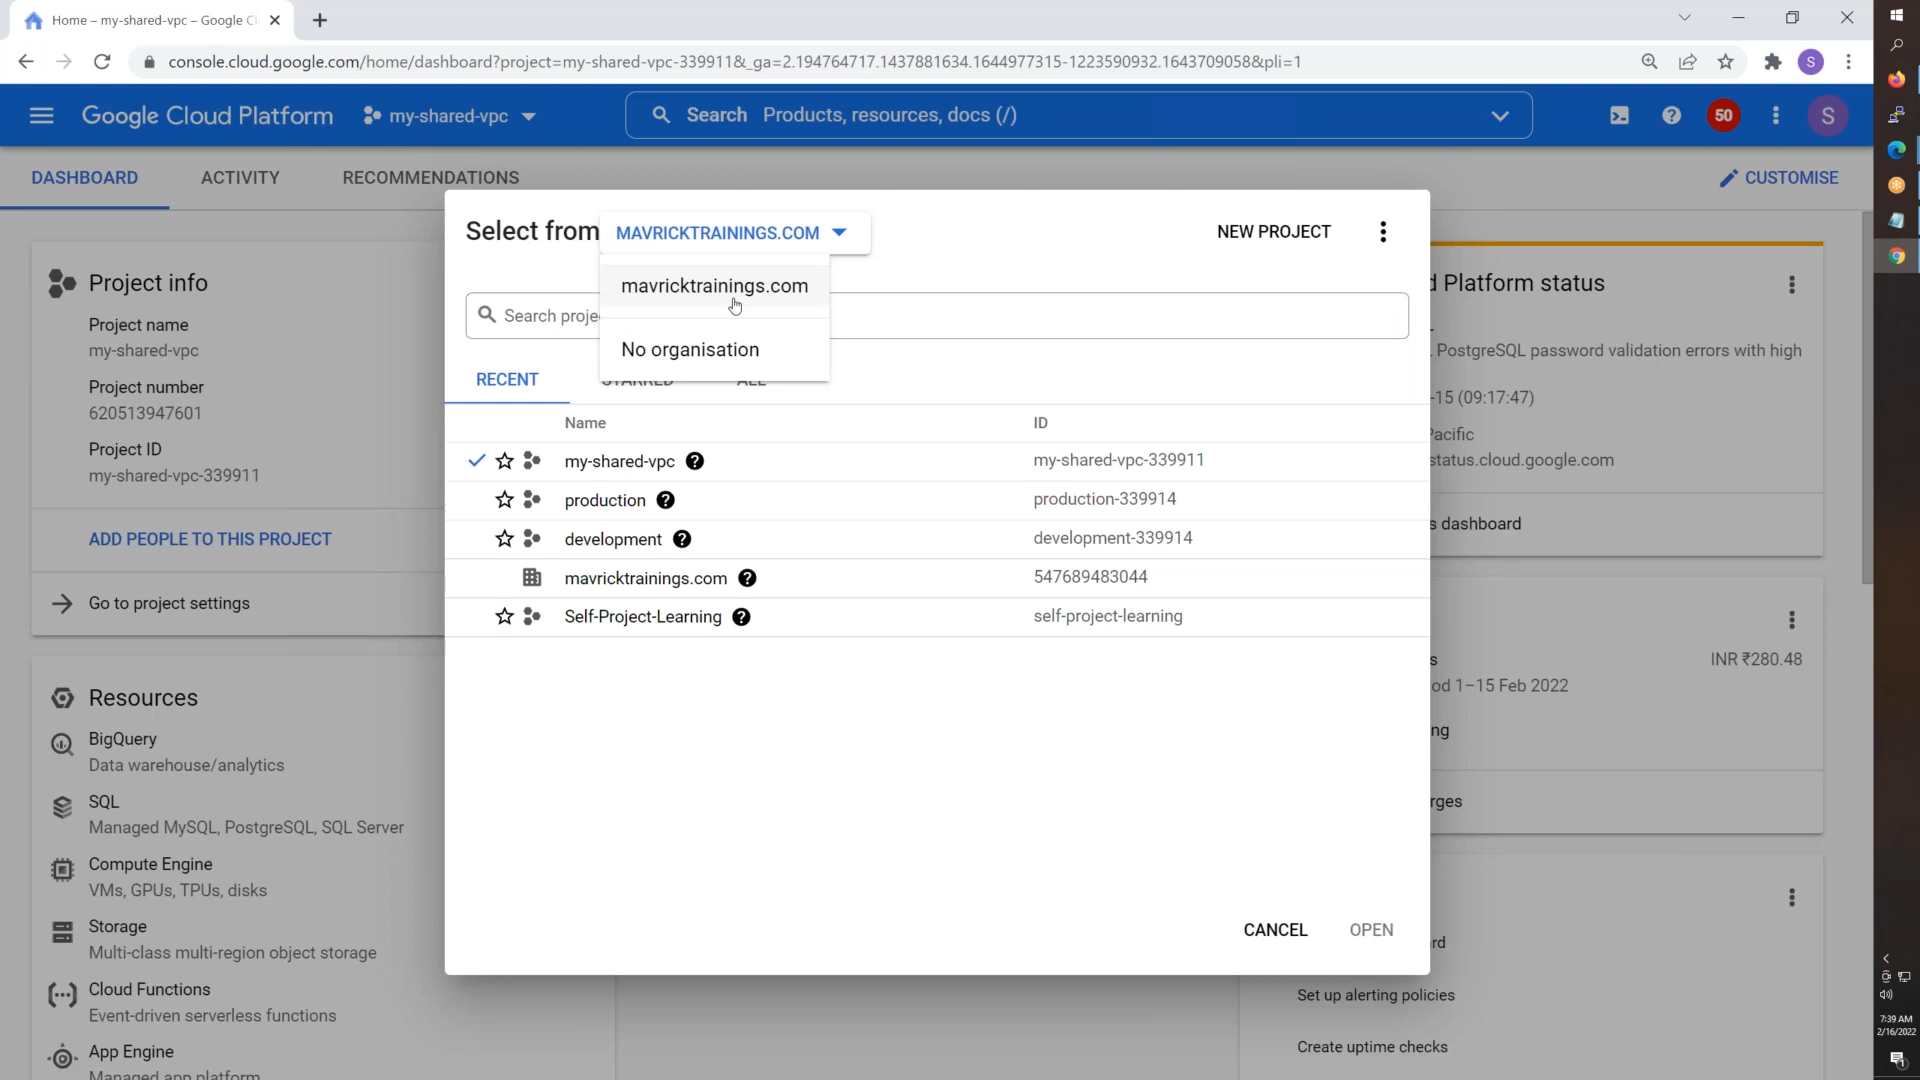 Home – my-shared-vpc – Google Cl
console.cloud.google.com/home/dashboard?project=my-shared-vpc-339911&_ga=2.194764717.1437881634.1644977315-1223590932.1643709058&pli=1
S
Google Cloud Platform
my-shared-vpc
Search Products, resources, docs (/)
50
S
DASHBOARD
ACTIVITY
RECOMMENDATIONS
CUSTOMISE
Project info
Project name
my-shared-vpc
Project number
620513947601
Project ID
my-shared-vpc-339911
ADD PEOPLE TO THIS PROJECT
Go to project settings
Resources
BigQuery
Data warehouse/analytics
SQL
Managed MySQL, PostgreSQL, SQL Server
Compute Engine
VMs, GPUs, TPUs, disks
Storage
Multi-class multi-region object storage
Cloud Functions
Event-driven serverless functions
App Engine
Managed app platform
Select from
MAVRICKTRAININGS.COM
NEW PROJECT
mavricktrainings.com
No organisation
Search proje
RECENT
STARRED
ALL
Name ID
my-shared-vpc my-shared-vpc-339911
production production-339914
development development-339914
mavricktrainings.com 547689483044
Self-Project-Learning self-project-learning
CANCEL
OPEN
d Platform status
PostgreSQL password validation errors with high
-15 (09:17:47)
Pacific
status.cloud.google.com
s dashboard
s
INR ₹280.48
od 1–15 Feb 2022
ng
rges
rd
Set up alerting policies
Create uptime checks
7:39 AM
2/16/2022